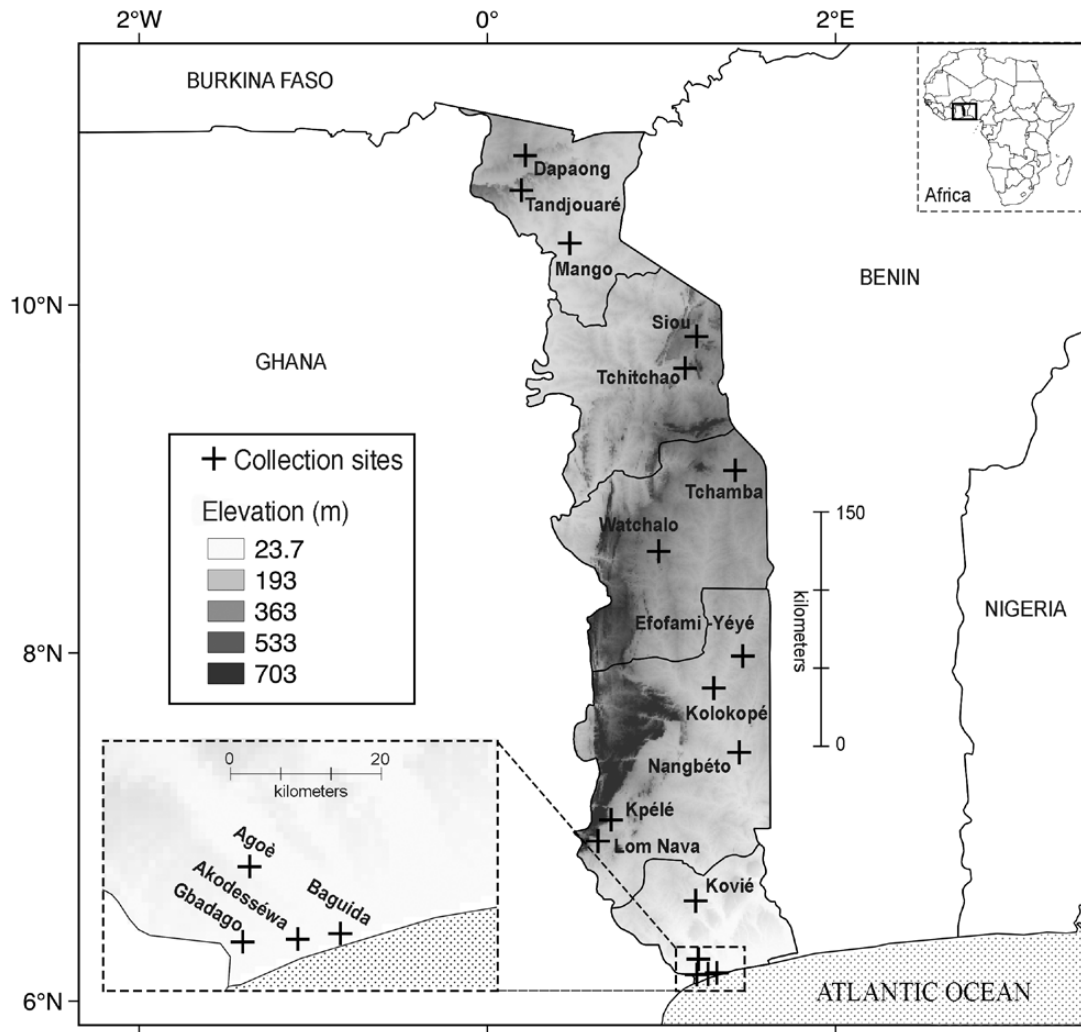 2°W
0°
2°E
BURKINA FASO
Africa
Dapaong
Tandjouaré
Mango
10°N
BENIN
Siou
GHANA
Tchitchao
Collection sites
Tchamba
Elevation (m)
150
Watchalo
23.7
193
363
kilometers
NIGERIA
Efofami -Yéyé
533
8°N
703
Kolokopé
0
Nangbéto
0
20
kilometers
Kpélé
Agoè
Lom Nava
Akodesséwa
Baguida
Kovié
Gbadago
6°N
ATLANTIC OCEAN